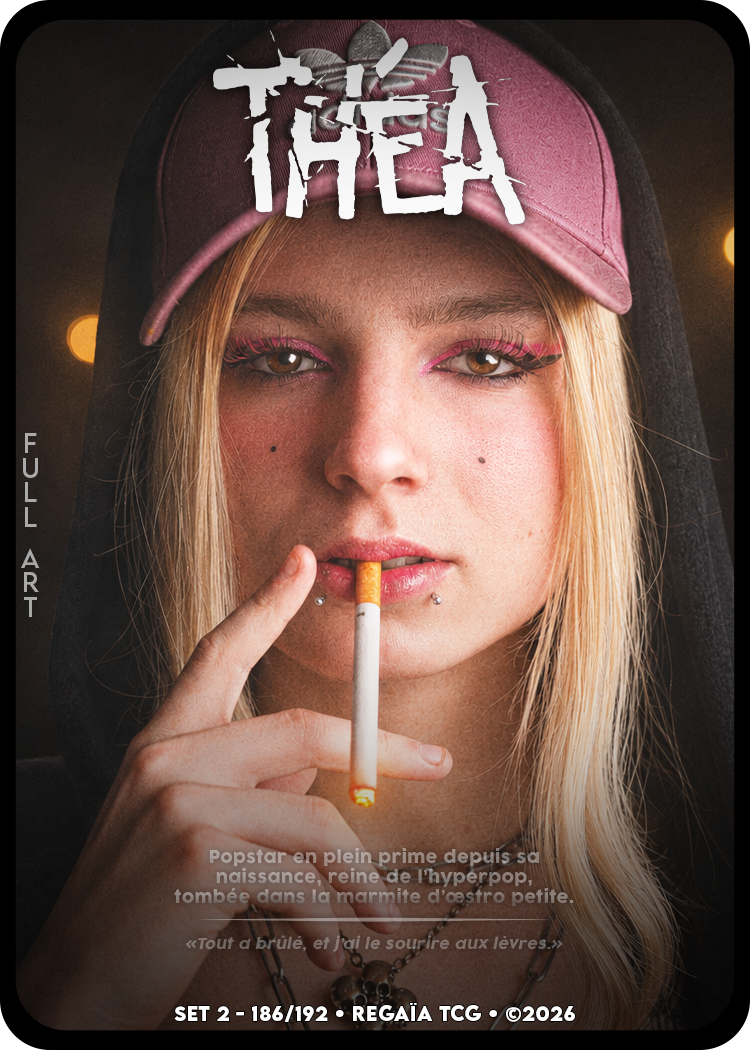 THÉA
adidas
FULL ART
Popstar en plein prime depuis sa
naissance, reine de l'hyperpop,
tombée dans la marmite d'œstro petite.
«Tout a brûlé, et j'ai le sourire aux lèvres.»
SET 2 - 186/192 • REGAÏA TCG • ©2026